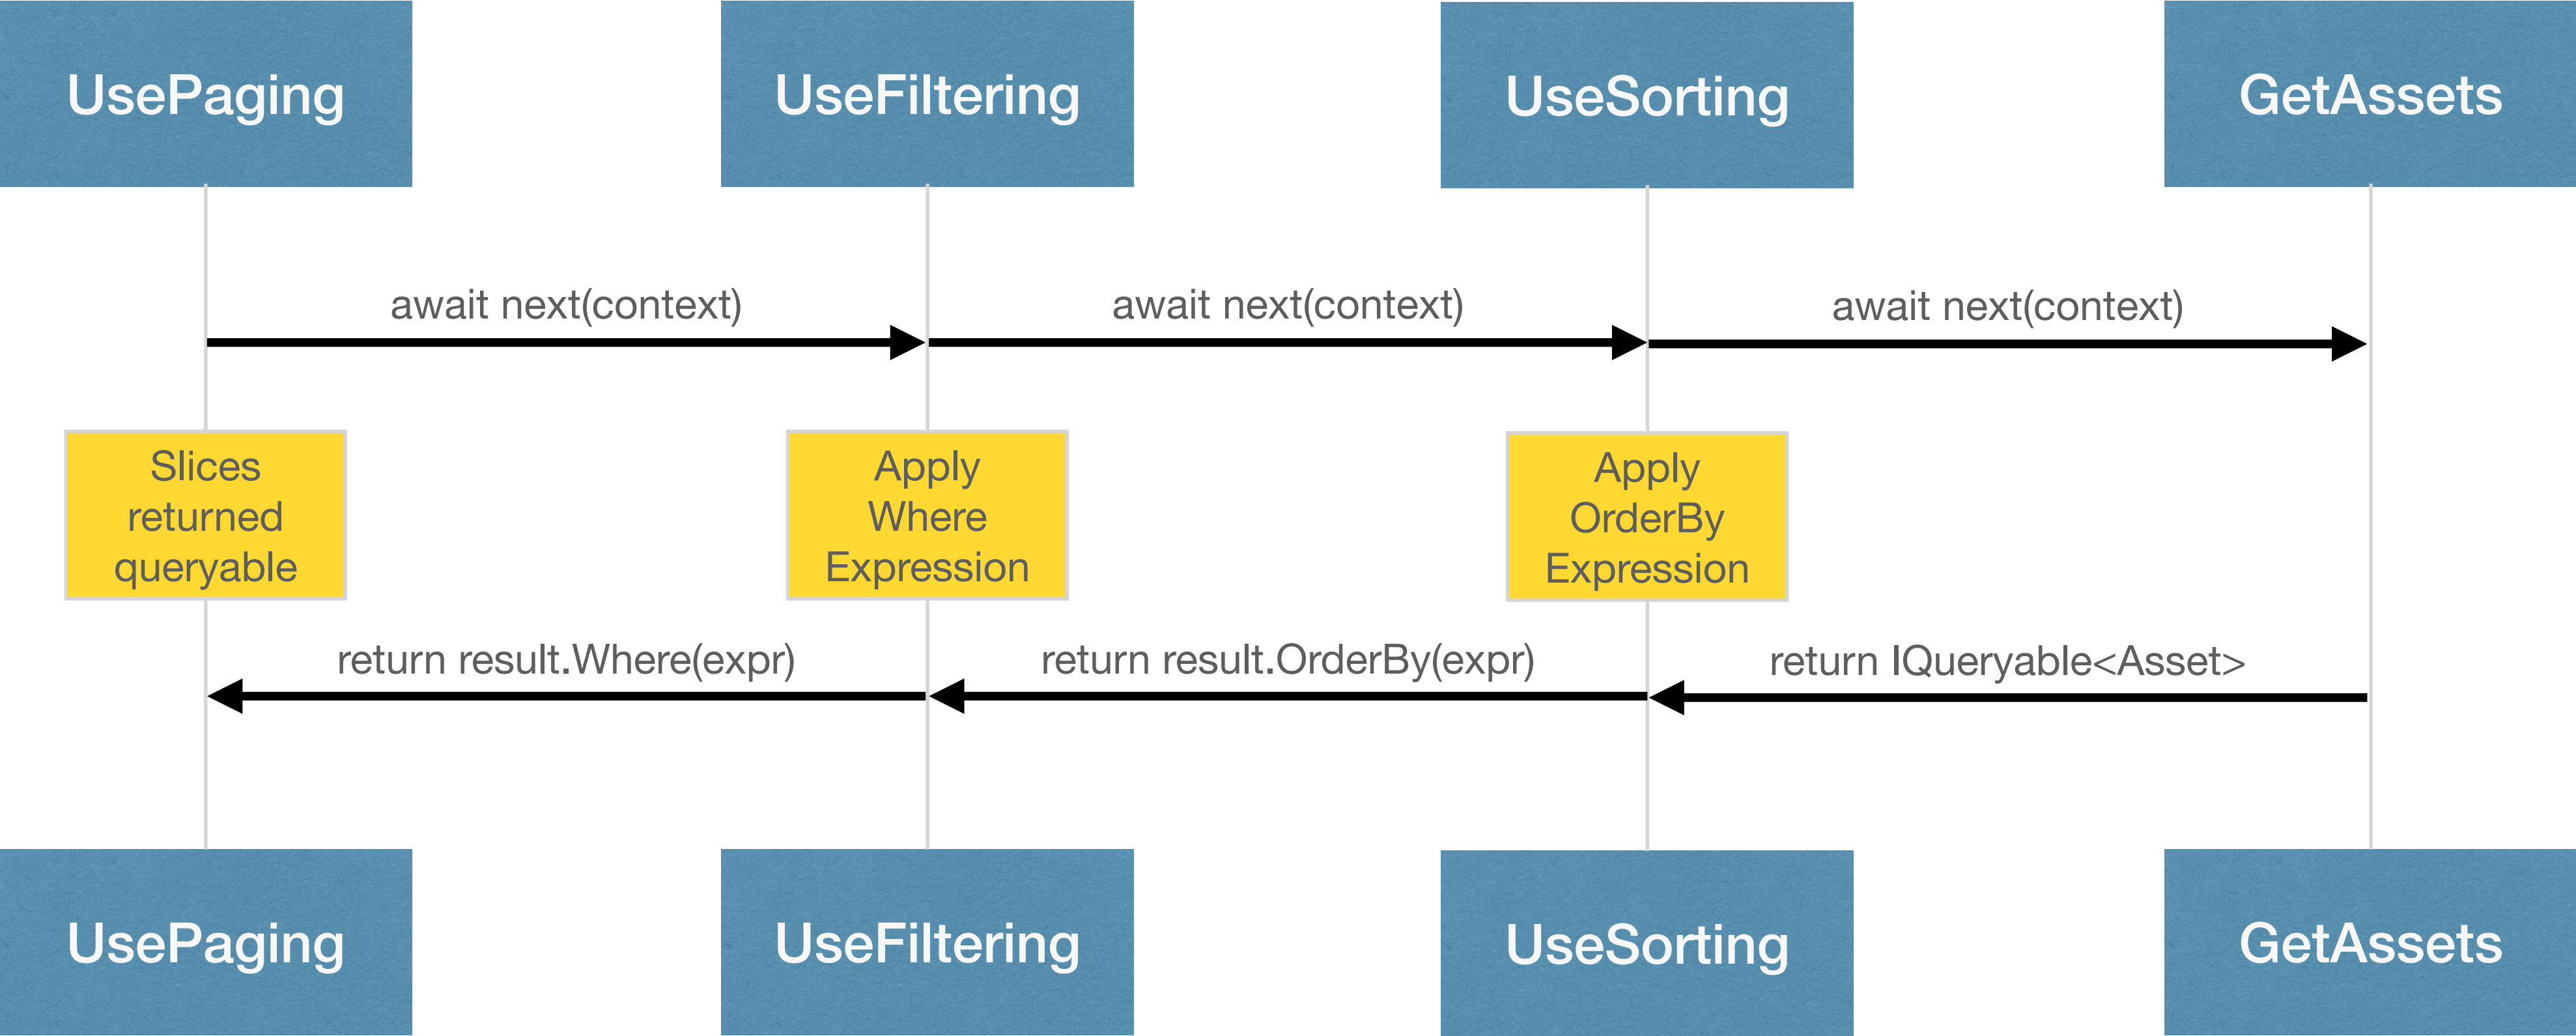 UsePaging
UseFiltering
UseSorting
GetAssets
await next(context)
await next(context)
await next(context)
Slices
returned
queryable
Apply
Where
Expression
Apply
OrderBy
Expression
return result.Where(expr)
return result.OrderBy(expr)
return IQueryable<Asset>
UsePaging
UseFiltering
UseSorting
GetAssets